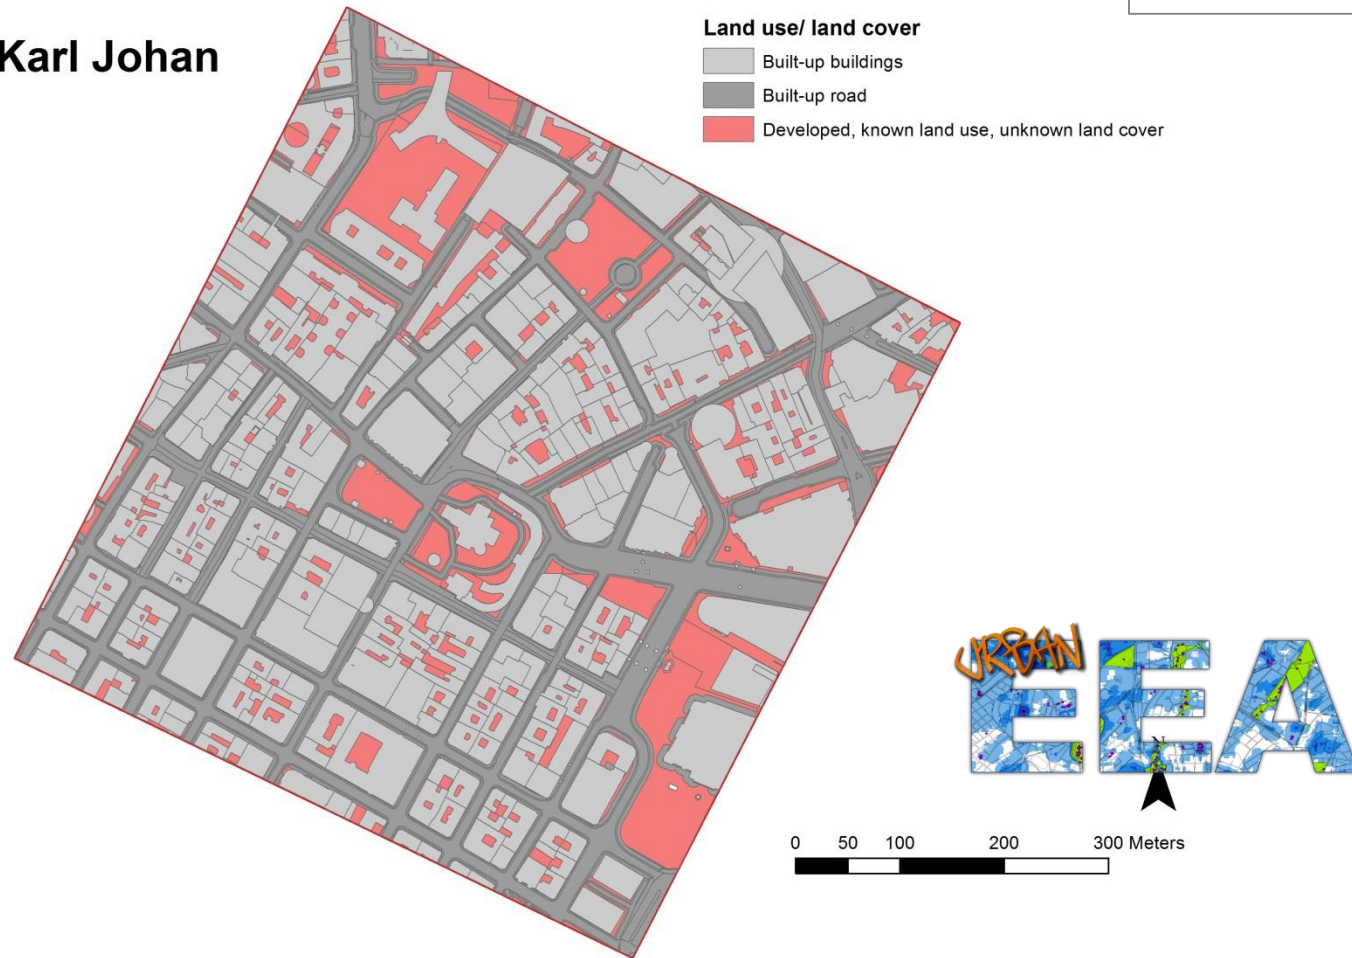 Karl Johan
Land use/ land cover
Built-up buildings
Built-up road
Developed, known land use, unknown land cover
URBAN
EEA
N
0 50 100 200 300 Meters